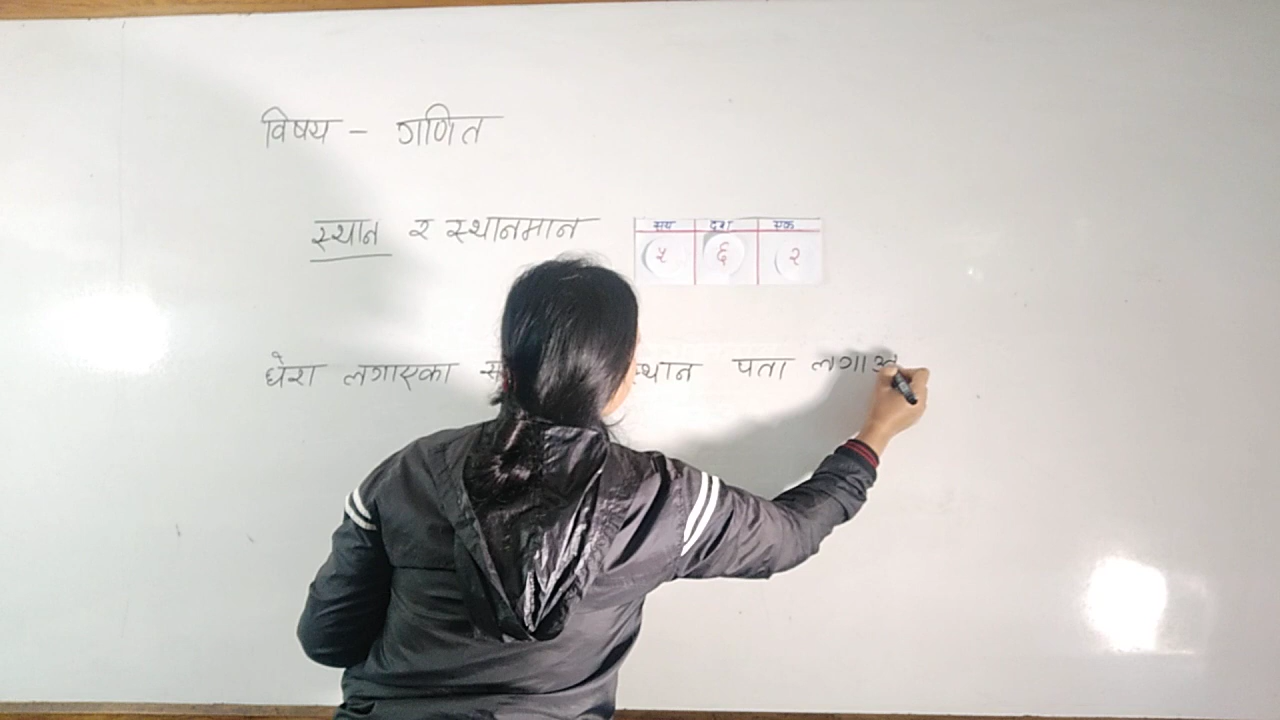 विषय - गणित
स्थान र स्थानमान
सय दश एक
५ ६ २
घेरा लगाएका स्थान पता लगाउ